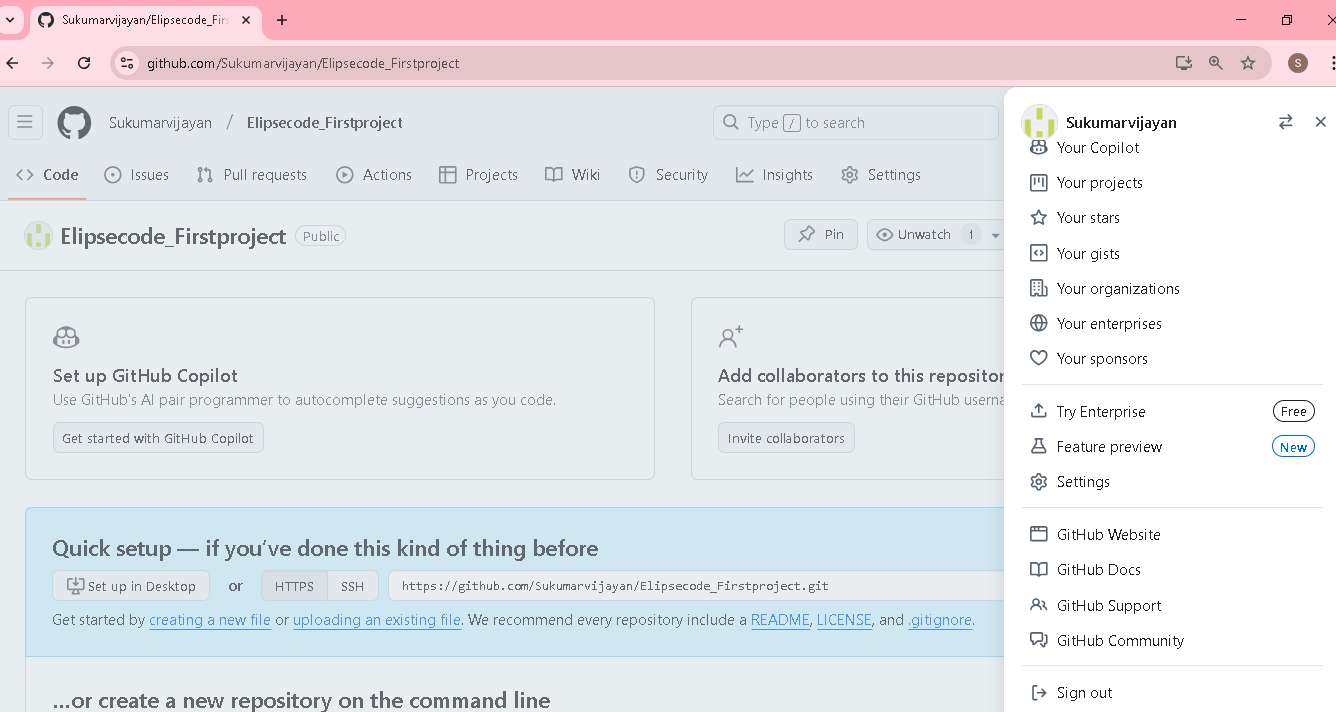 Sukumarvijayan/Elipsecode_Firs
github.com/Sukumarvijayan/Elipsecode_Firstproject
S
Sukumarvijayan / Elipsecode_Firstproject
Type / to search
Code Issues Pull requests Actions Projects Wiki Security Insights Settings
Elipsecode_Firstproject Public
Pin Unwatch 1
Set up GitHub Copilot
Use GitHub's AI pair programmer to autocomplete suggestions as you code.
Get started with GitHub Copilot
Add collaborators to this repositor
Search for people using their GitHub userna
Invite collaborators
Quick setup — if you've done this kind of thing before
Set up in Desktop or HTTPS SSH https://github.com/Sukumarvijayan/Elipsecode_Firstproject.git
Get started by creating a new file or uploading an existing file. We recommend every repository include a README, LICENSE, and .gitignore.
...or create a new repository on the command line
Sukumarvijayan
Your Copilot
Your projects
Your stars
Your gists
Your organizations
Your enterprises
Your sponsors
Try Enterprise Free
Feature preview New
Settings
GitHub Website
GitHub Docs
GitHub Support
GitHub Community
Sign out